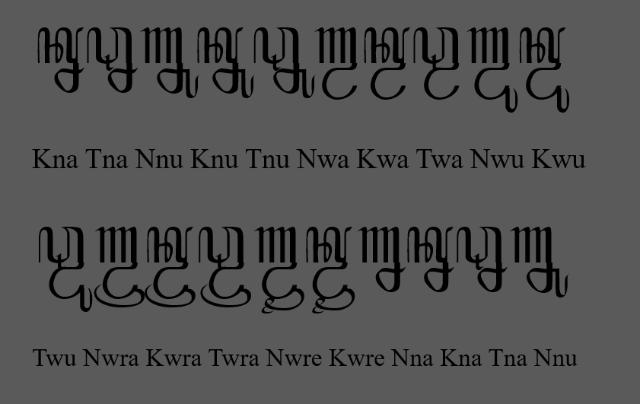 ꦏ꧀ꦤꦠ꧀ꦤꦤ꧀ꦤꦸꦏ꧀ꦤꦸꦠ꧀ꦤꦸꦤ꧀ꦮꦏ꧀ꦮꦠ꧀ꦮꦤ꧀ꦮꦸꦏ꧀ꦮꦸ
Kna Tna Nnu Knu Tnu Nwa Kwa Twa Nwu Kwu
ꦠ꧀ꦮꦸꦤ꧀ꦮꦿꦏ꧀ꦮꦿꦠ꧀ꦮꦿꦤ꧀ꦮꦽꦏ꧀ꦮꦽꦤ꧀ꦤꦏ꧀ꦤꦠ꧀ꦤꦤ꧀ꦤꦸ
Twu Nwra Kwra Twra Nwre Kwre Nna Kna Tna Nnu